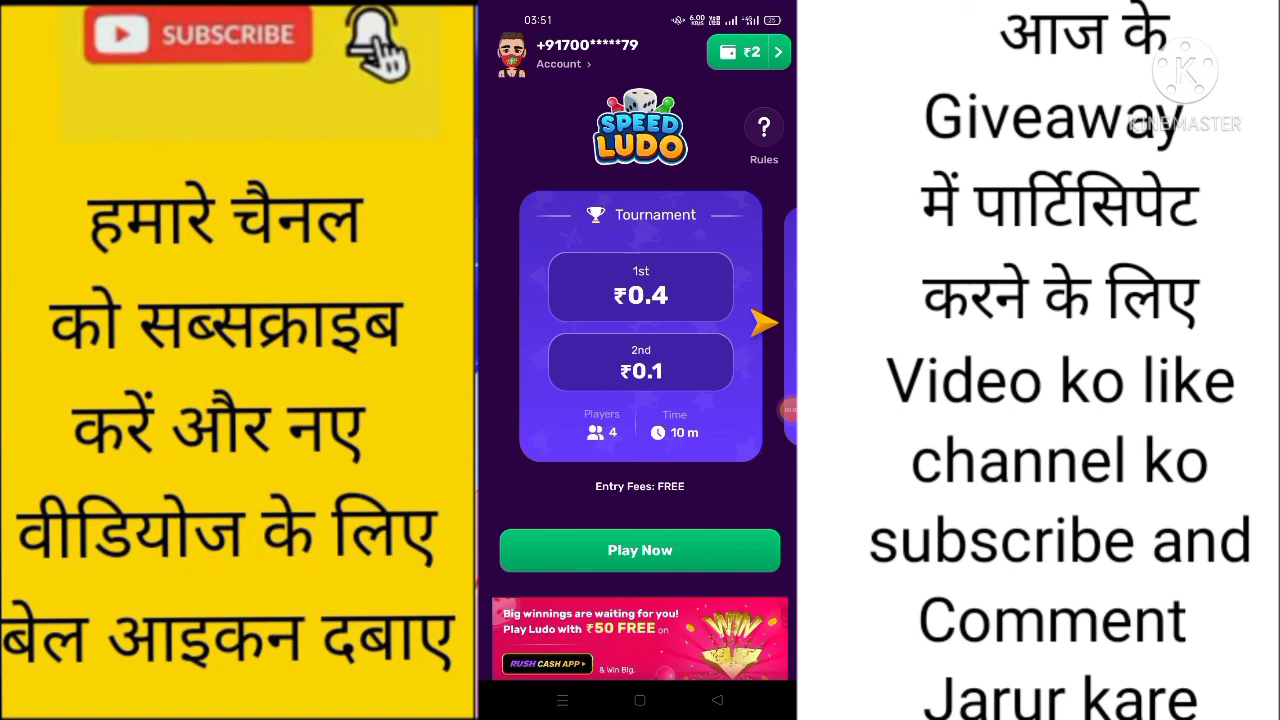 SUBSCRIBE
हमारे चैनल
को सब्सक्राइब
करें और नए
वीडियोज के लिए
बेल आइकन दबाए
03:51
6.00
25
+91700*****79
Account >
₹2 >
SPEED
LUDO
?
Rules
Tournament
1st
₹0.4
2nd
₹0.1
Players
4
Time
10 m
Entry Fees: FREE
Play Now
Big winnings are waiting for you!
Play Ludo with ₹50 FREE on
RUSH CASH APP
& Win Big.
आज के
Giveaway
में पार्टिसिपेट
करने के लिए
Video ko like
channel ko
subscribe and
Comment
Jarur kare
K
KINEMASTER